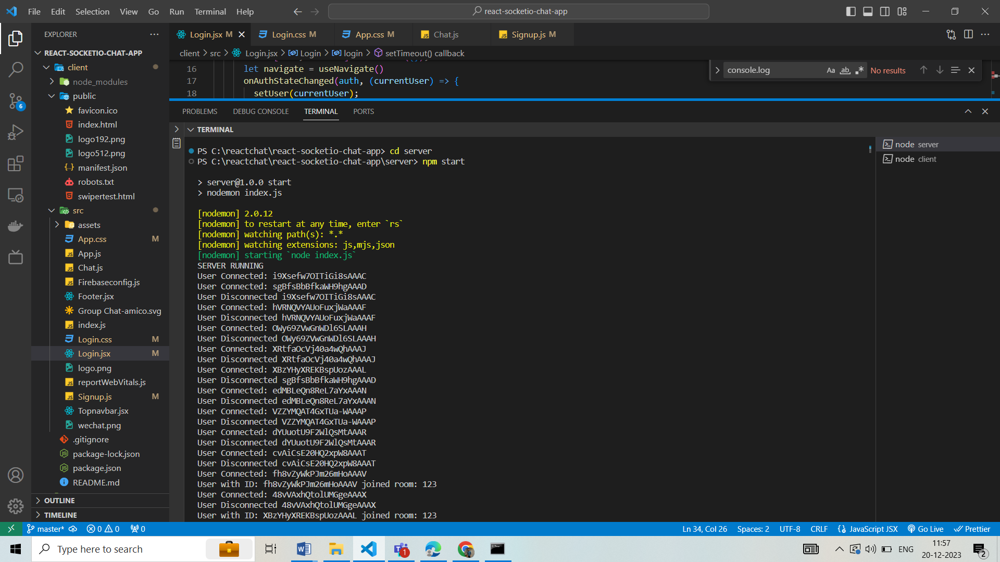 File Edit Selection View Go Run Terminal Help
react-socketio-chat-app
EXPLORER
REACT-SOCKETIO-CHAT-APP
client
node_modules
public
favicon.ico
index.html
logo192.png
logo512.png
manifest.json
robots.txt
swipertest.html
src
assets
App.css M
App.js
Chat.js
Firebaseconfig.js
Footer.jsx
Group Chat-amico.svg
index.js
Login.css M
Login.jsx M
logo.png
reportWebVitals.js
Signup.js M
Topnavbar.jsx
wechat.png
.gitignore
package-lock.json
package.json
README.md
OUTLINE
TIMELINE
6
Login.jsx M
Login.css M
App.css M
Chat.js
Signup.js M
client > src > Login.jsx > Login > login > setTimeout() callback
16 let navigate = useNavigate()
17 onAuthStateChanged(auth, (currentUser) => {
18 setUser(currentUser);
console.log Aa ab .* No results
PROBLEMS DEBUG CONSOLE TERMINAL PORTS
TERMINAL
PS C:\reactchat\react-socketio-chat-app> cd server
PS C:\reactchat\react-socketio-chat-app\server> npm start
> server@1.0.0 start
> nodemon index.js
[nodemon] 2.0.12
[nodemon] to restart at any time, enter `rs`
[nodemon] watching path(s): *.*
[nodemon] watching extensions: js,mjs,json
[nodemon] starting `node index.js`
SERVER RUNNING
User Connected: i9Xsefw7OITiGi8sAAAC
User Connected: sgBfsBbBfkaWH9hgAAAD
User Disconnected i9Xsefw7OITiGi8sAAAC
User Connected: hVRNQVYAUoFuxjWaAAAF
User Disconnected hVRNQVYAUoFuxjWaAAAF
User Connected: OWy69ZVwGnWDl6SLAAAH
User Disconnected OWy69ZVwGnWDl6SLAAAH
User Connected: XRtfaOcVj40a4wQhAAAJ
User Disconnected XRtfaOcVj40a4wQhAAAJ
User Connected: XBzYHyXREKBspUozAAAL
User Disconnected sgBfsBbBfkaWH9hgAAAD
User Connected: edMBLeQn8ReL7aYxAAAN
User Disconnected edMBLeQn8ReL7aYxAAAN
User Connected: VZZYMQAT4GxTUa-WAAAP
User Disconnected VZZYMQAT4GxTUa-WAAAP
User Connected: dYUuotU9F2WlQsMtAAAR
User Disconnected dYUuotU9F2WlQsMtAAAR
User Connected: cvAiCsE20HQ2xpW8AAAT
User Disconnected cvAiCsE20HQ2xpW8AAAT
User Connected: fh8vZyWkPJm26mHoAAAV
User with ID: fh8vZyWkPJm26mHoAAAV joined room: 123
User Connected: 48vVAxhQtolUMGgeAAAX
User Disconnected 48vVAxhQtolUMGgeAAAX
User with ID: XBzYHyXREKBspUozAAAL joined room: 123
node server
node client
master* 0 0 0
Ln 34, Col 26 Spaces: 2 UTF-8 CRLF JavaScript JSX Go Live Prettier
Type here to search
1
ENG
11:57
20-12-2023
2